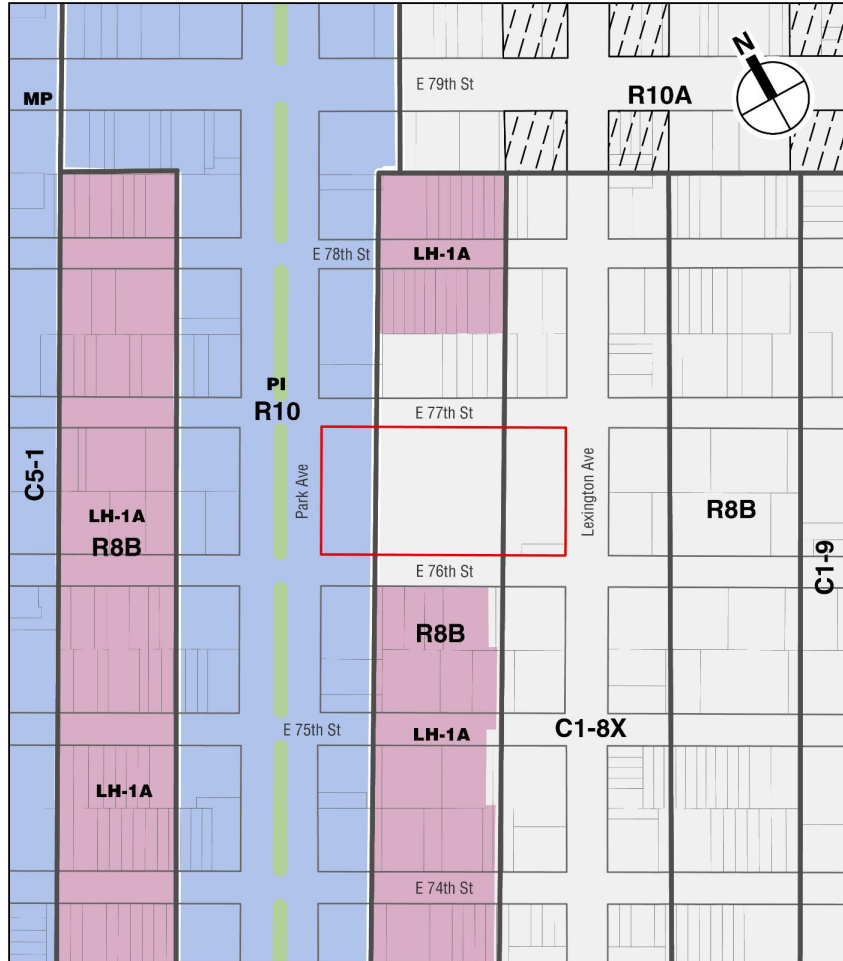 N
E 79th St
MP
R10A
E 78th St
LH-1A
PI
R10
E 77th St
C5-1
Park Ave
Lexington Ave
LH-1A
R8B
R8B
E 76th St
C1-9
R8B
E 75th St
LH-1A
C1-8X
LH-1A
E 74th St